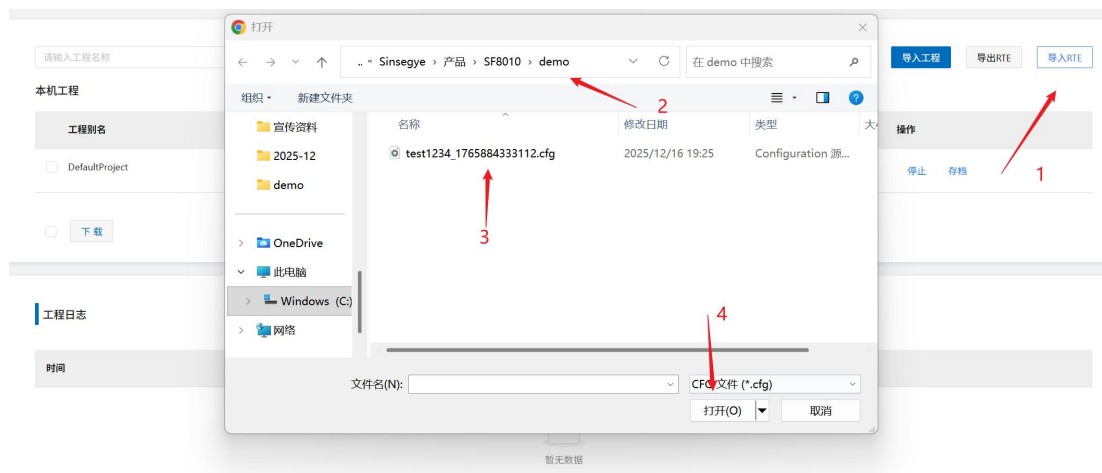 打开
请输入工程名称
.. « Sinsegye › 产品 › SF8010 › demo
在 demo 中搜索
导入工程
导出RTE
导入RTE
本机工程
组织
新建文件夹
2
工程别名
宣传资料
名称
修改日期
类型
大小
操作
2025-12
test1234_1765884333112.cfg
2025/12/16 19:25
Configuration 源...
DefaultProject
停止
存档
1
demo
下载
3
OneDrive
此电脑
Windows (C:)
4
工程日志
网络
时间
文件名(N):
CFG 文件 (*.cfg)
打开(O)
取消
暂无数据